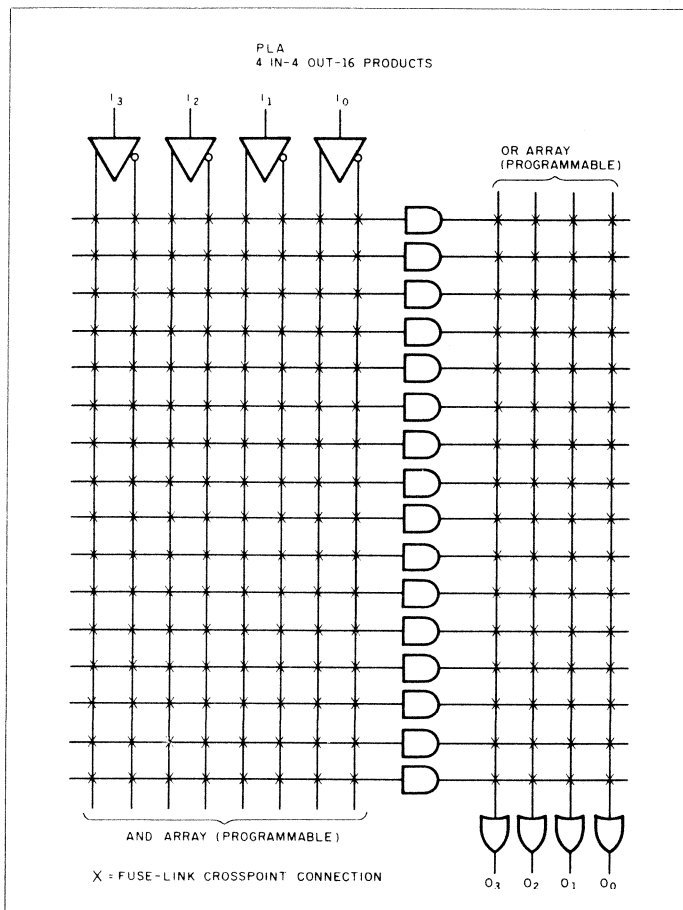 PLA
4 IN-4 OUT-16 PRODUCTS
I3 I2 I1 I0
OR ARRAY
(PROGRAMMABLE)
AND ARRAY (PROGRAMMABLE)
X = FUSE-LINK CROSSPOINT CONNECTION
O3 O2 O1 O0